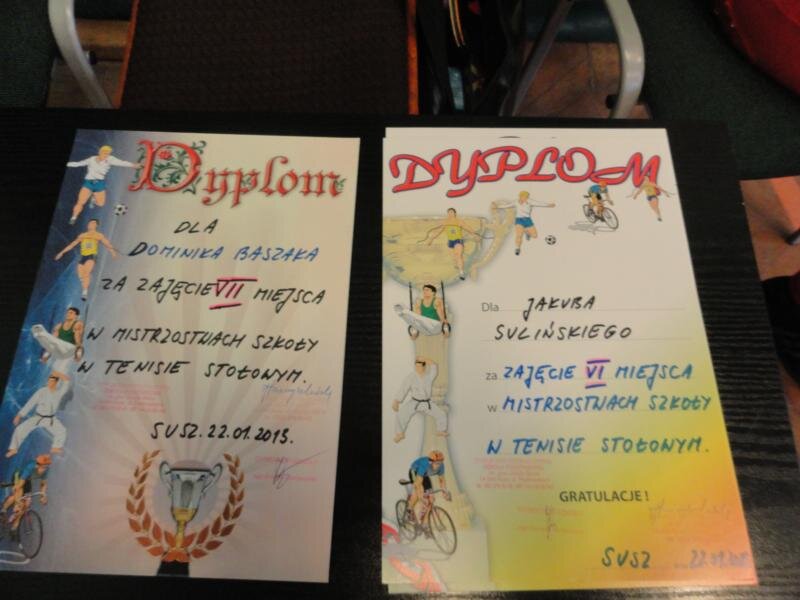 Dyplom
DLA
DOMINIKA BASZAKA
ZA ZAJĘCIE VII MIEJSCA
W MISTRZOSTWACH SZKOŁY
W TENISIE STOŁOWYM.
SUSZ. 22.01.2013.
DYPLOM
Dla JAKUBA
SULIŃSKIEGO
za ZAJĘCIE VI MIEJSCA
w MISTRZOSTWACH SZKOŁY
W TENISIE STOŁOWYM.
GRATULACJE!
SUSZ